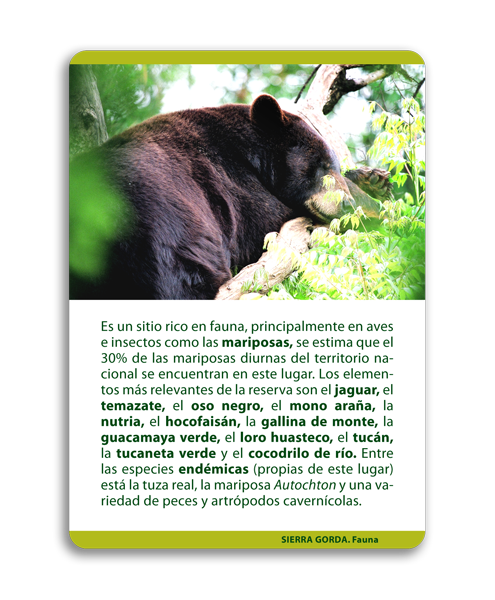 Es un sitio rico en fauna, principalmente en aves
e insectos como las mariposas, se estima que el
30% de las mariposas diurnas del territorio na-
cional se encuentran en este lugar. Los elemen-
tos más relevantes de la reserva son el jaguar, el
temazate, el oso negro, el mono araña, la
nutria, el hocofaisán, la gallina de monte, la
guacamaya verde, el loro huasteco, el tucán,
la tucaneta verde y el cocodrilo de río. Entre
las especies endémicas (propias de este lugar)
está la tuza real, la mariposa Autochton y una va-
riedad de peces y artrópodos cavernícolas.
SIERRA GORDA. Fauna